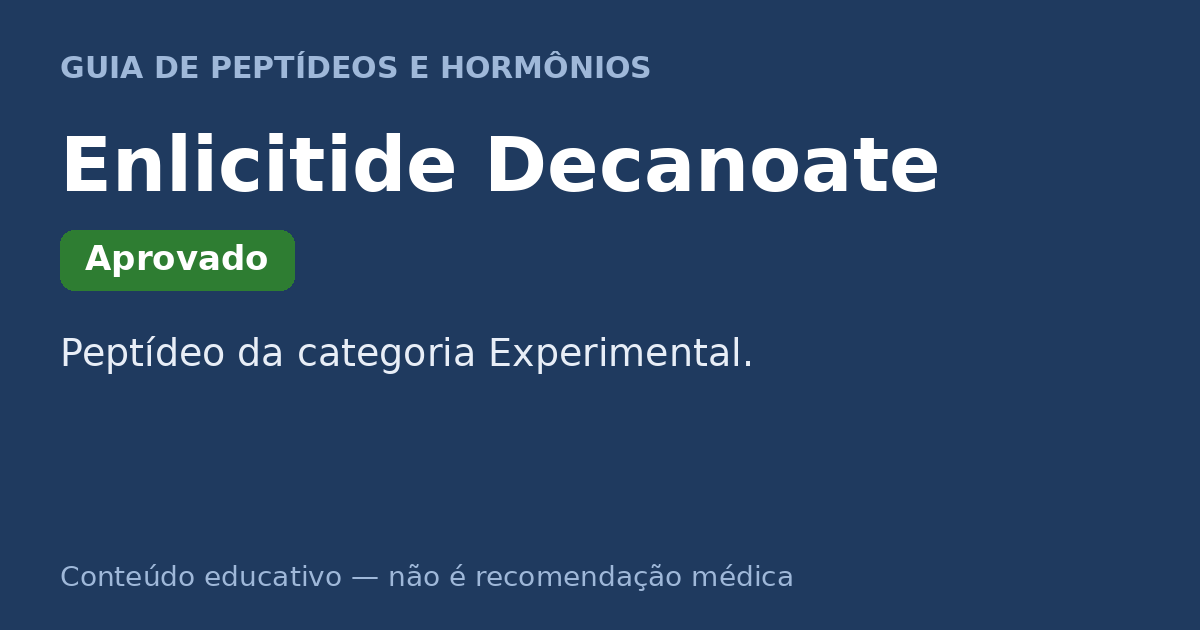 GUIA DE PEPTÍDEOS E HORMÔNIOS
Enlicitide Decanoate
Aprovado
Peptídeo da categoria Experimental.
Conteúdo educativo — não é recomendação médica